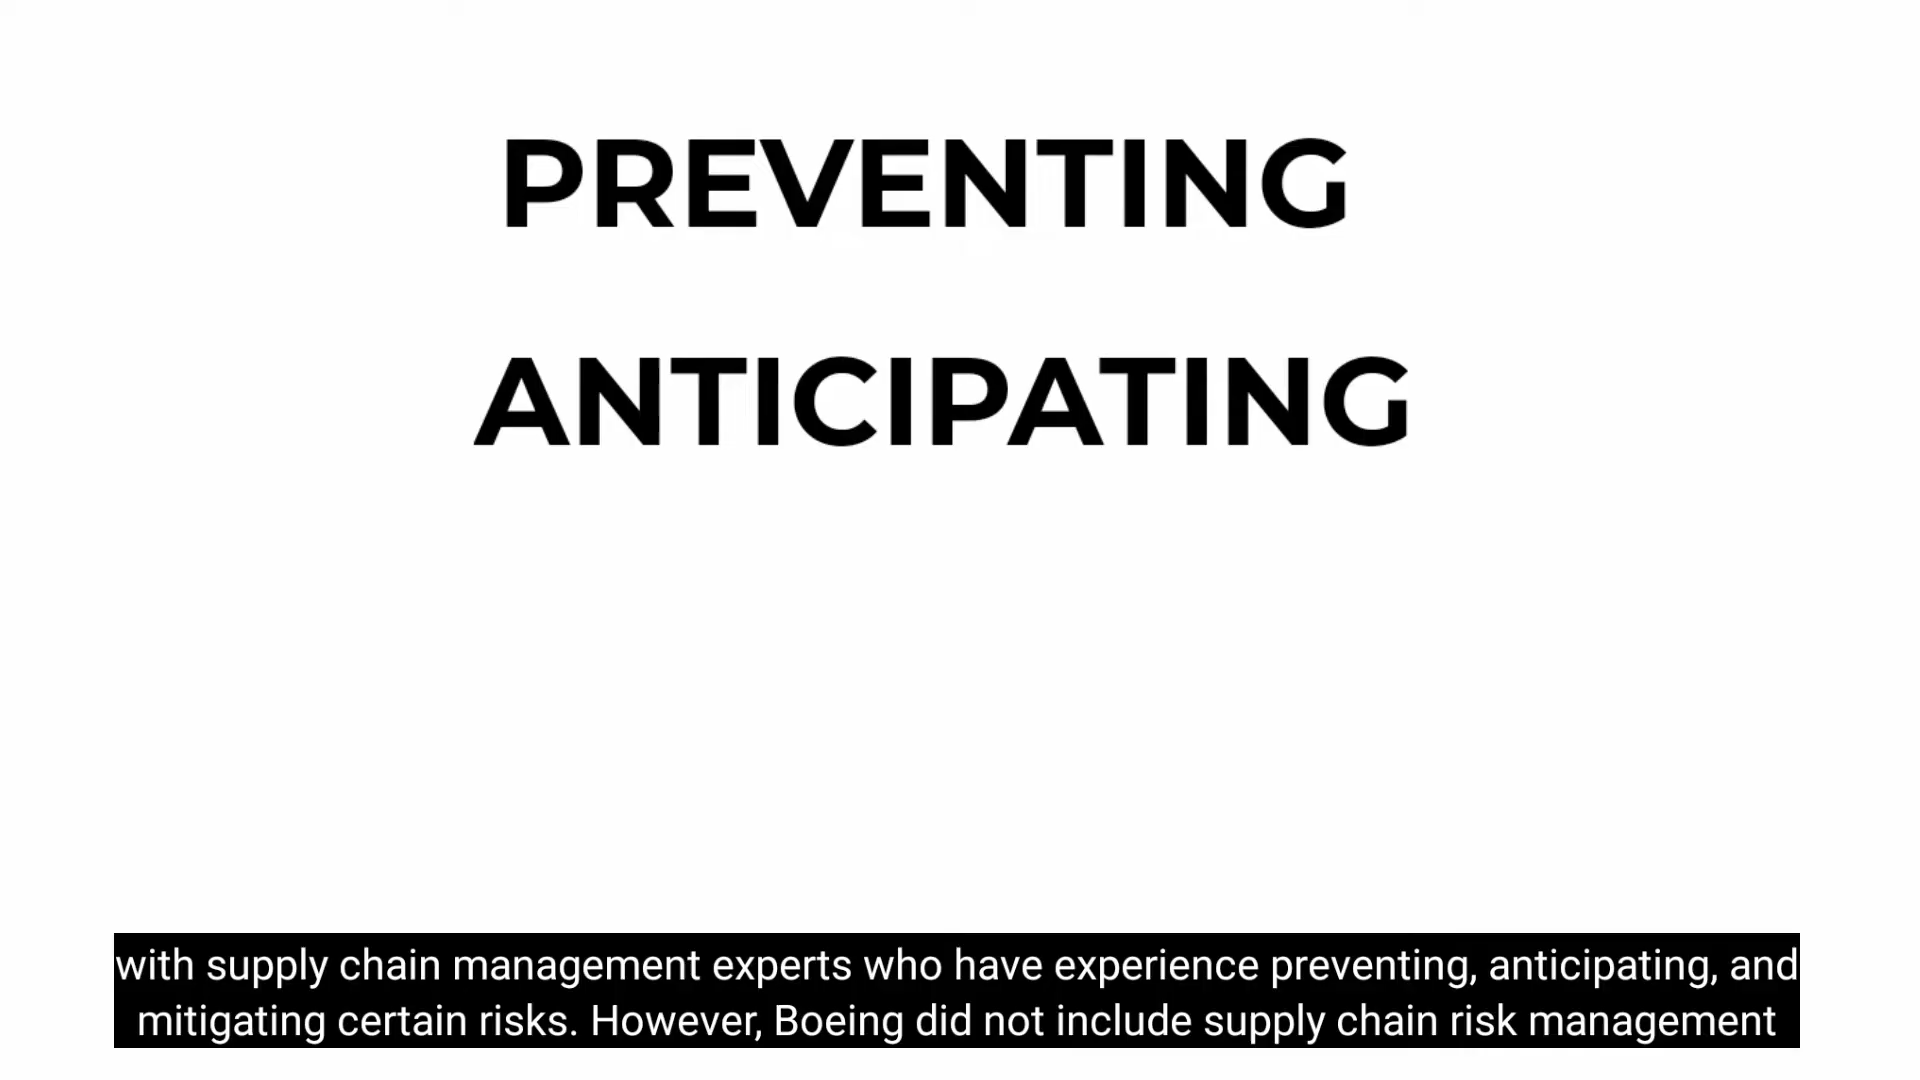 PREVENTING
ANTICIPATING
with supply chain management experts who have experience preventing, anticipating, and
mitigating certain risks. However, Boeing did not include supply chain risk management